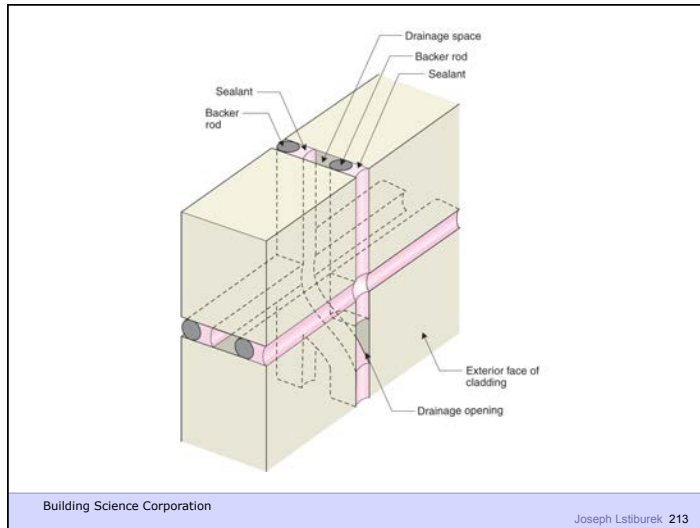 Drainage space
Backer rod
Sealant
Sealant
Backer
rod
Exterior face of
cladding
Drainage opening
Building Science Corporation
Joseph Lstiburek 213